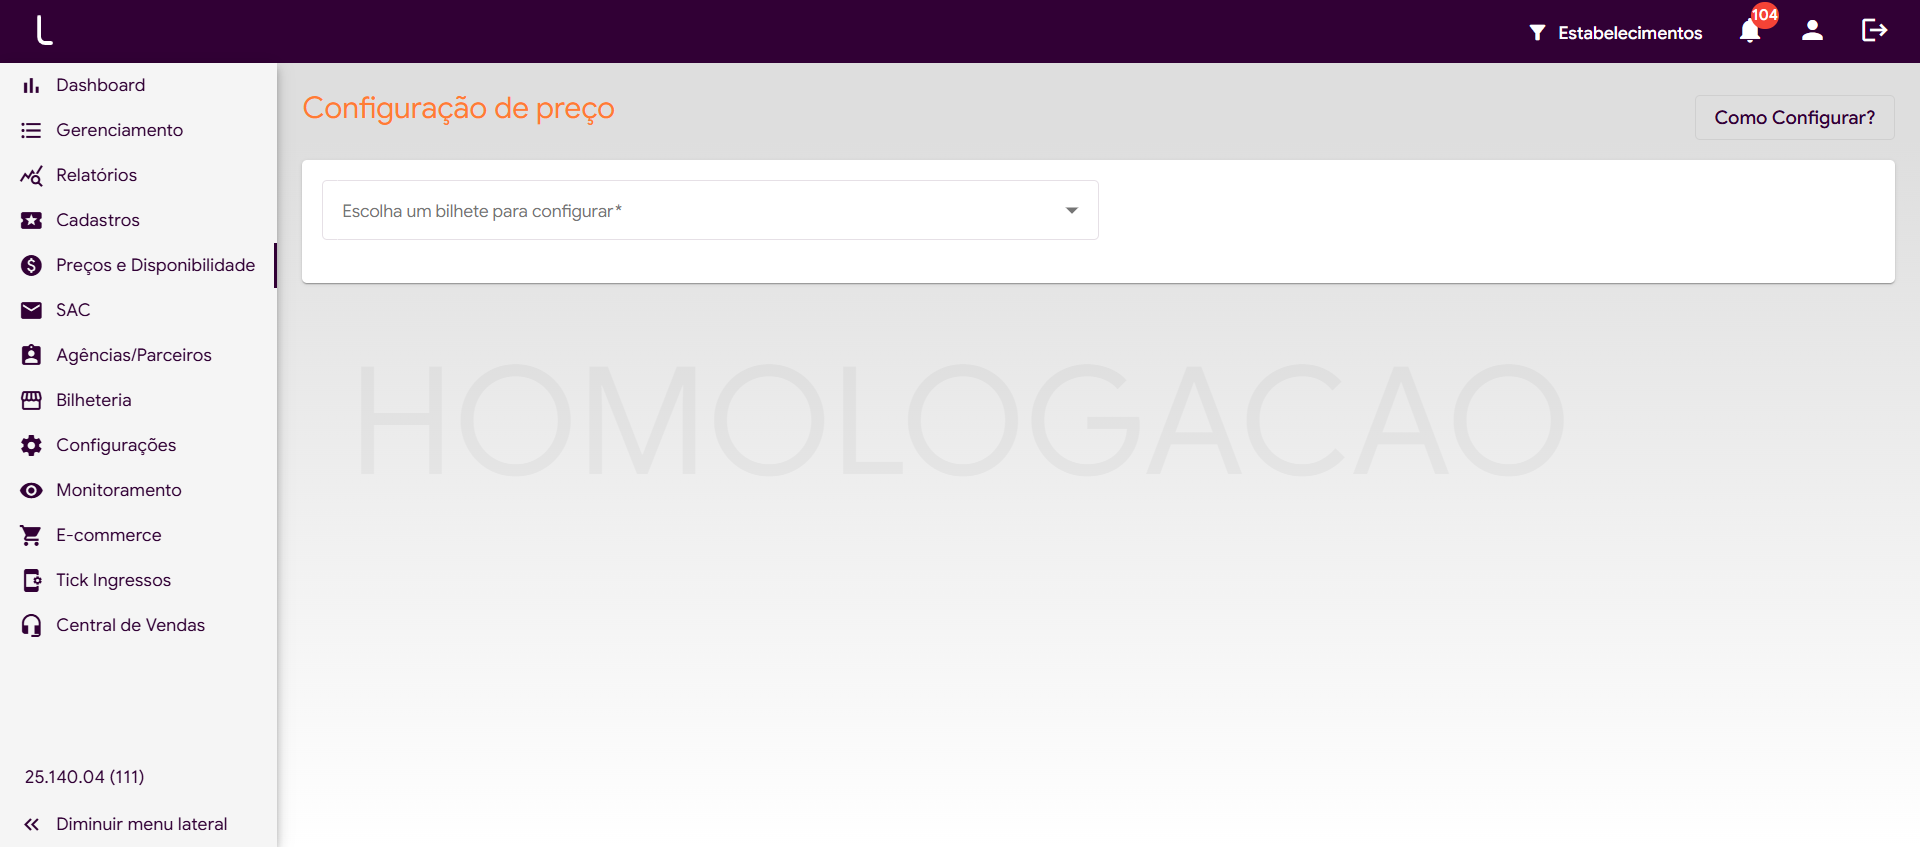 Estabelecimentos
104
Dashboard
Gerenciamento
Relatórios
Cadastros
Preços e Disponibilidade
SAC
Agências/Parceiros
Bilheteria
Configurações
Monitoramento
E-commerce
Tick Ingressos
Central de Vendas
25.140.04 (111)
Diminuir menu lateral
Configuração de preço
Como Configurar?
Escolha um bilhete para configurar*
HOMOLOGACAO